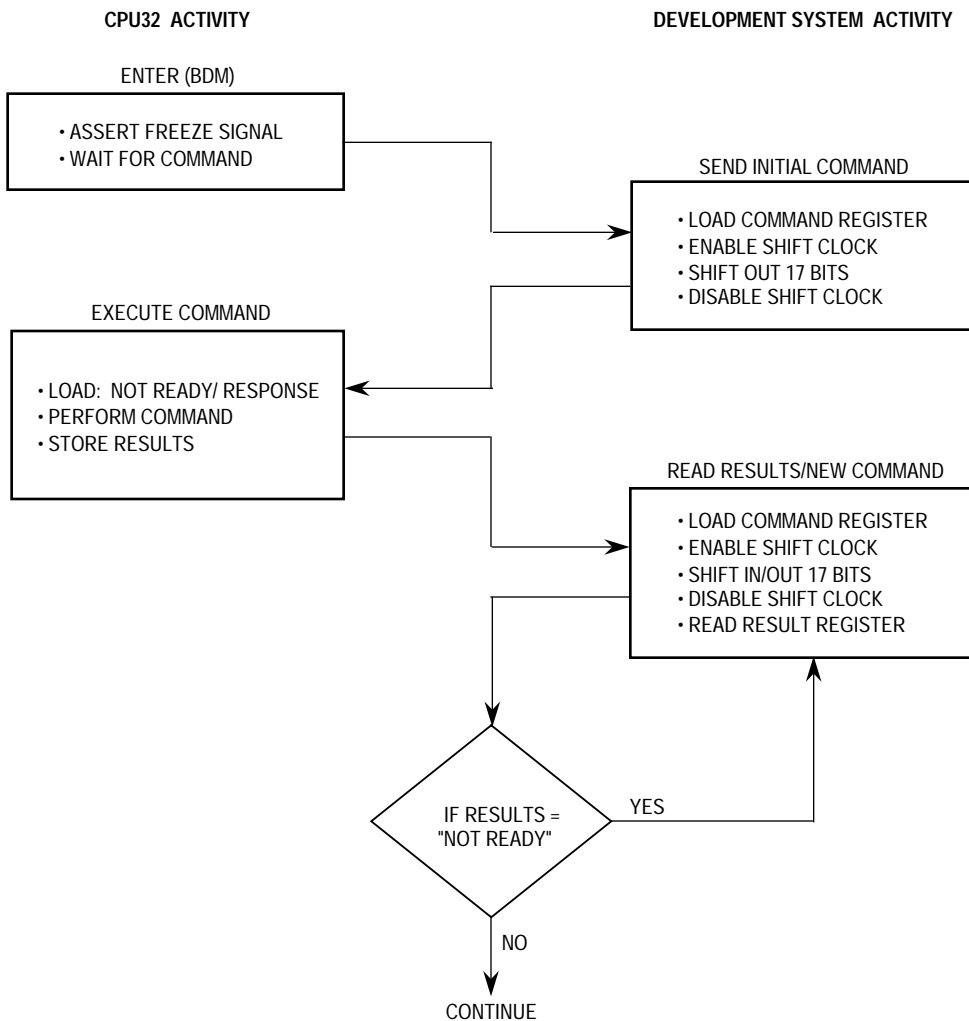 CPU32 ACTIVITY
DEVELOPMENT SYSTEM ACTIVITY
ENTER (BDM)
• ASSERT FREEZE SIGNAL
• WAIT FOR COMMAND
SEND INITIAL COMMAND
• LOAD COMMAND REGISTER
• ENABLE SHIFT CLOCK
• SHIFT OUT 17 BITS
• DISABLE SHIFT CLOCK
EXECUTE COMMAND
• LOAD: NOT READY/ RESPONSE
• PERFORM COMMAND
• STORE RESULTS
READ RESULTS/NEW COMMAND
• LOAD COMMAND REGISTER
• ENABLE SHIFT CLOCK
• SHIFT IN/OUT 17 BITS
• DISABLE SHIFT CLOCK
• READ RESULT REGISTER
IF RESULTS =
"NOT READY"
YES
NO
CONTINUE